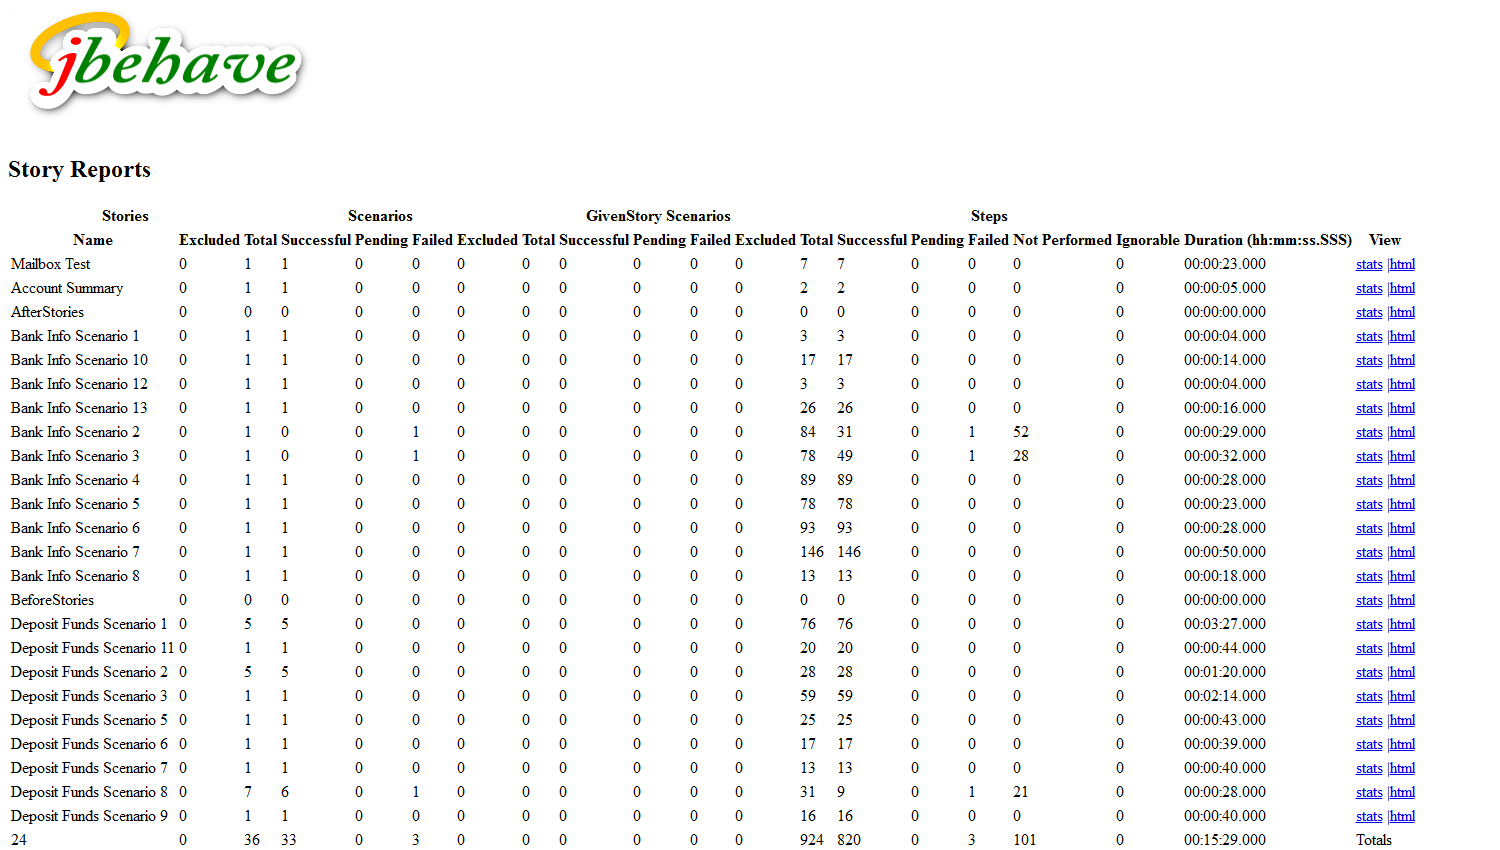 jbehave
Story Reports
Stories Scenarios GivenStory Scenarios Steps
Name Excluded Total Successful Pending Failed Excluded Total Successful Pending Failed Excluded Total Successful Pending Failed Not Performed Ignorable Duration (hh:mm:ss.SSS) View
Mailbox Test 0 1 1 0 0 0 0 0 0 0 0 7 7 0 0 0 0 00:00:23.000 stats |html
Account Summary 0 1 1 0 0 0 0 0 0 0 0 2 2 0 0 0 0 00:00:05.000 stats |html
AfterStories 0 0 0 0 0 0 0 0 0 0 0 0 0 0 0 0 0 00:00:00.000 stats |html
Bank Info Scenario 1 0 1 1 0 0 0 0 0 0 0 0 3 3 0 0 0 0 00:00:04.000 stats |html
Bank Info Scenario 10 0 1 1 0 0 0 0 0 0 0 0 17 17 0 0 0 0 00:00:14.000 stats |html
Bank Info Scenario 12 0 1 1 0 0 0 0 0 0 0 0 3 3 0 0 0 0 00:00:04.000 stats |html
Bank Info Scenario 13 0 1 1 0 0 0 0 0 0 0 0 26 26 0 0 0 0 00:00:16.000 stats |html
Bank Info Scenario 2 0 1 0 0 1 0 0 0 0 0 0 84 31 0 1 52 0 00:00:29.000 stats |html
Bank Info Scenario 3 0 1 0 0 1 0 0 0 0 0 0 78 49 0 1 28 0 00:00:32.000 stats |html
Bank Info Scenario 4 0 1 1 0 0 0 0 0 0 0 0 89 89 0 0 0 0 00:00:28.000 stats |html
Bank Info Scenario 5 0 1 1 0 0 0 0 0 0 0 0 78 78 0 0 0 0 00:00:23.000 stats |html
Bank Info Scenario 6 0 1 1 0 0 0 0 0 0 0 0 93 93 0 0 0 0 00:00:28.000 stats |html
Bank Info Scenario 7 0 1 1 0 0 0 0 0 0 0 0 146 146 0 0 0 0 00:00:50.000 stats |html
Bank Info Scenario 8 0 1 1 0 0 0 0 0 0 0 0 13 13 0 0 0 0 00:00:18.000 stats |html
BeforeStories 0 0 0 0 0 0 0 0 0 0 0 0 0 0 0 0 0 00:00:00.000 stats |html
Deposit Funds Scenario 1 0 5 5 0 0 0 0 0 0 0 0 76 76 0 0 0 0 00:03:27.000 stats |html
Deposit Funds Scenario 11 0 1 1 0 0 0 0 0 0 0 0 20 20 0 0 0 0 00:00:44.000 stats |html
Deposit Funds Scenario 2 0 5 5 0 0 0 0 0 0 0 0 28 28 0 0 0 0 00:01:20.000 stats |html
Deposit Funds Scenario 3 0 1 1 0 0 0 0 0 0 0 0 59 59 0 0 0 0 00:02:14.000 stats |html
Deposit Funds Scenario 5 0 1 1 0 0 0 0 0 0 0 0 25 25 0 0 0 0 00:00:43.000 stats |html
Deposit Funds Scenario 6 0 1 1 0 0 0 0 0 0 0 0 17 17 0 0 0 0 00:00:39.000 stats |html
Deposit Funds Scenario 7 0 1 1 0 0 0 0 0 0 0 0 13 13 0 0 0 0 00:00:40.000 stats |html
Deposit Funds Scenario 8 0 7 6 0 1 0 0 0 0 0 0 31 9 0 1 21 0 00:00:28.000 stats |html
Deposit Funds Scenario 9 0 1 1 0 0 0 0 0 0 0 0 16 16 0 0 0 0 00:00:40.000 stats |html
24 0 36 33 0 3 0 0 0 0 0 0 924 820 0 3 101 0 00:15:29.000 Totals